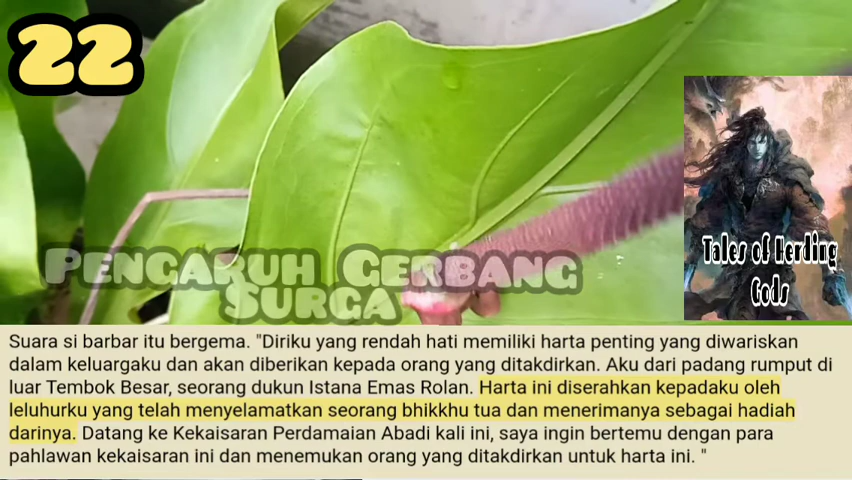 22
Tales of Herding
Gods
Pengaruh Gerbang
Surga
Suara si barbar itu bergema. "Diriku yang rendah hati memiliki harta penting yang diwariskan
dalam keluargaku dan akan diberikan kepada orang yang ditakdirkan. Aku dari padang rumput di
luar Tembok Besar, seorang dukun Istana Emas Rolan. Harta ini diserahkan kepadaku oleh
leluhurku yang telah menyelamatkan seorang bhikkhu tua dan menerimanya sebagai hadiah
darinya. Datang ke Kekaisaran Perdamaian Abadi kali ini, saya ingin bertemu dengan para
pahlawan kekaisaran ini dan menemukan orang yang ditakdirkan untuk harta ini. "